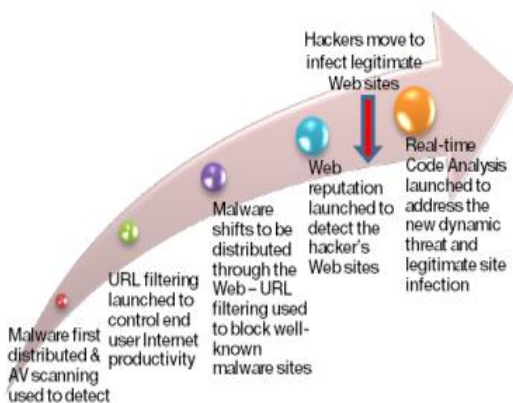 Hackers move to
infect legitimate
Web sites
Malware first
distributed &
AV scanning
used to detect
URL filtering
launched to
control end
user Internet
productivity
Malware
shifts to be
distributed
through the
Web – URL
filtering used
to block well-
known
malware sites
Web
reputation
launched to
detect the
hacker's
Web sites
Real-time
Code Analysis
launched to
address the
new dynamic
threat and
legitimate site
infection